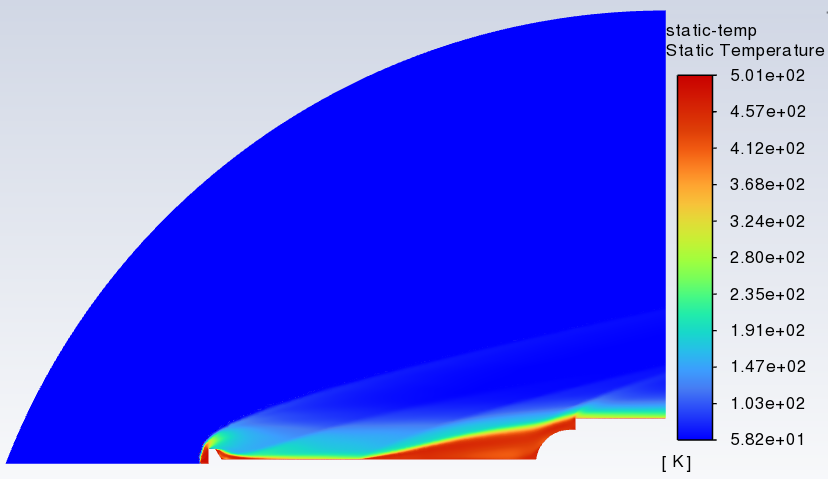 static-temp
Static Temperature
5.01e+02
4.57e+02
4.12e+02
3.68e+02
3.24e+02
2.80e+02
2.35e+02
1.91e+02
1.47e+02
1.03e+02
5.82e+01
[ K]